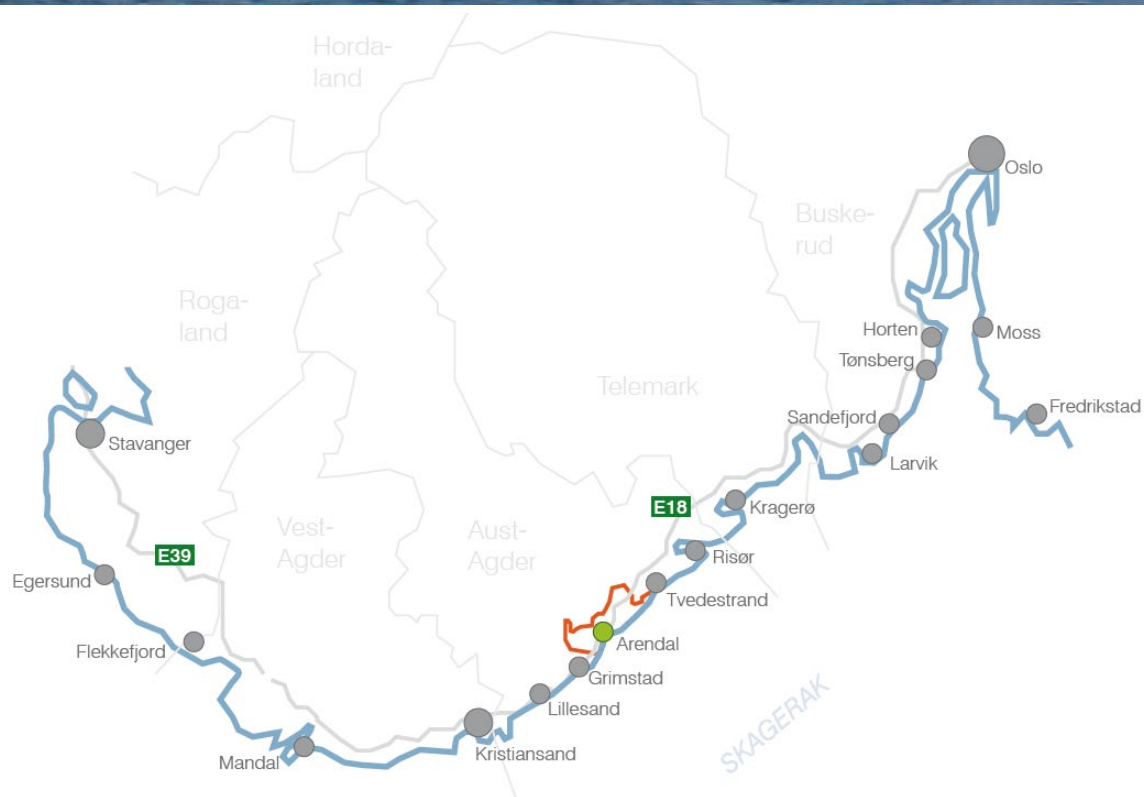 Horda-
land
Oslo
Buske-
rud
Roga-
land
Horten
Moss
Tønsberg
Telemark
Sandefjord
Fredrikstad
Stavanger
Larvik
E18
Kragerø
Vest-
Agder
Aust-
Agder
E39
Risør
Egersund
Tvedestrand
Flekkefjord
Arendal
Grimstad
Lillesand
SKAGERAK
Kristiansand
Mandal